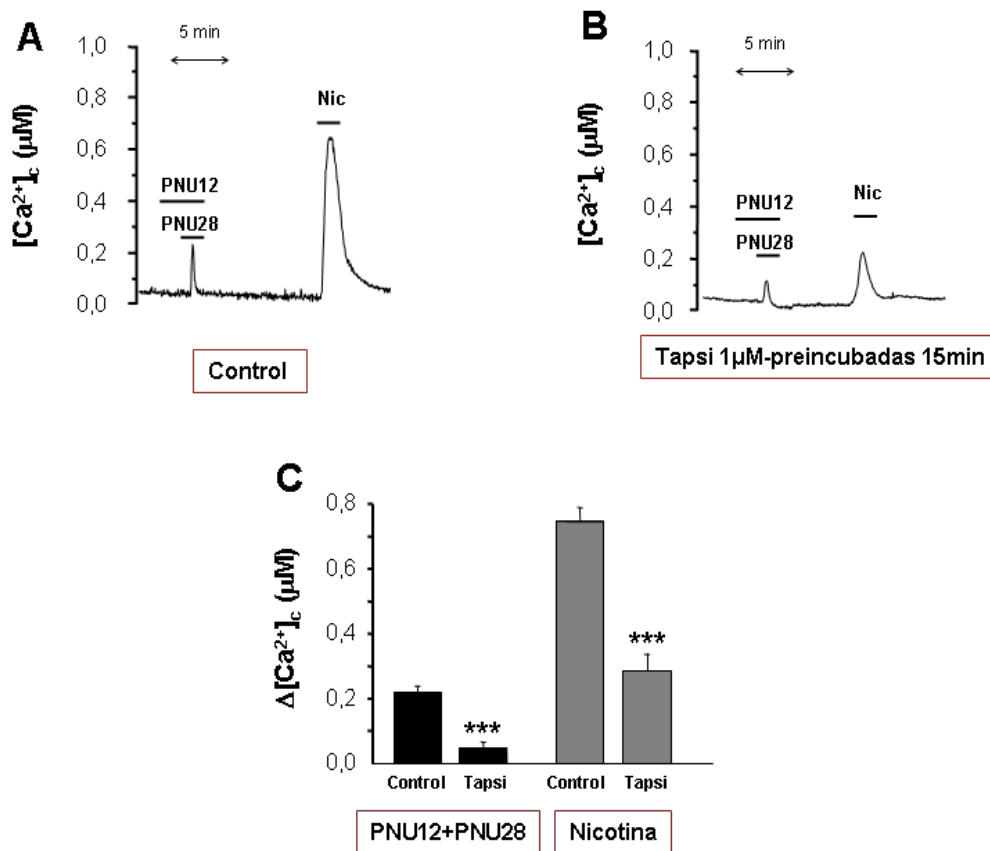 A
5 min
[Ca²⁺]c (µM)
1,0
0,8
0,6
0,4
0,2
0,0
Nic
PNU12
PNU28
Control
B
5 min
[Ca²⁺]c (µM)
1,0
0,8
0,6
0,4
0,2
0,0
PNU12
PNU28
Nic
Tapsi 1µM-preincubadas 15min
C
Δ[Ca²⁺]c (µM)
0,8
0,6
0,4
0,2
0,0
***
***
Control Tapsi Control Tapsi
PNU12+PNU28 Nicotina